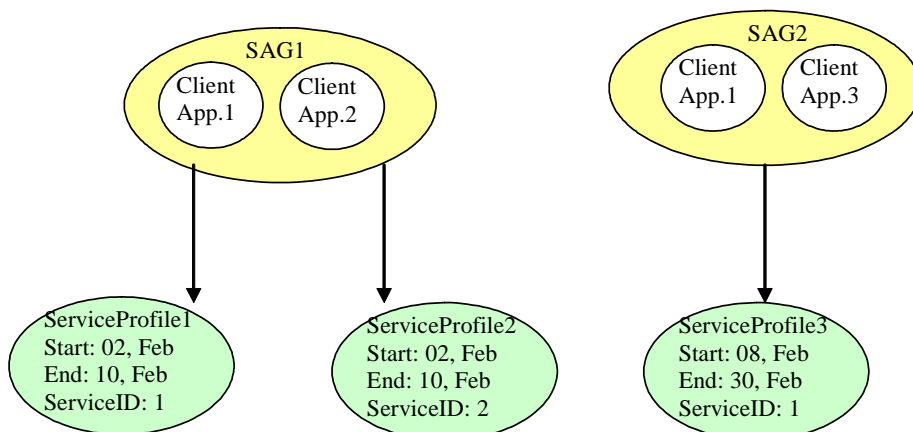 SAG1
Client
App.1
Client
App.2
SAG2
Client
App.1
Client
App.3
ServiceProfile1
Start: 02, Feb
End: 10, Feb
ServiceID: 1
ServiceProfile2
Start: 02, Feb
End: 10, Feb
ServiceID: 2
ServiceProfile3
Start: 08, Feb
End: 30, Feb
ServiceID: 1